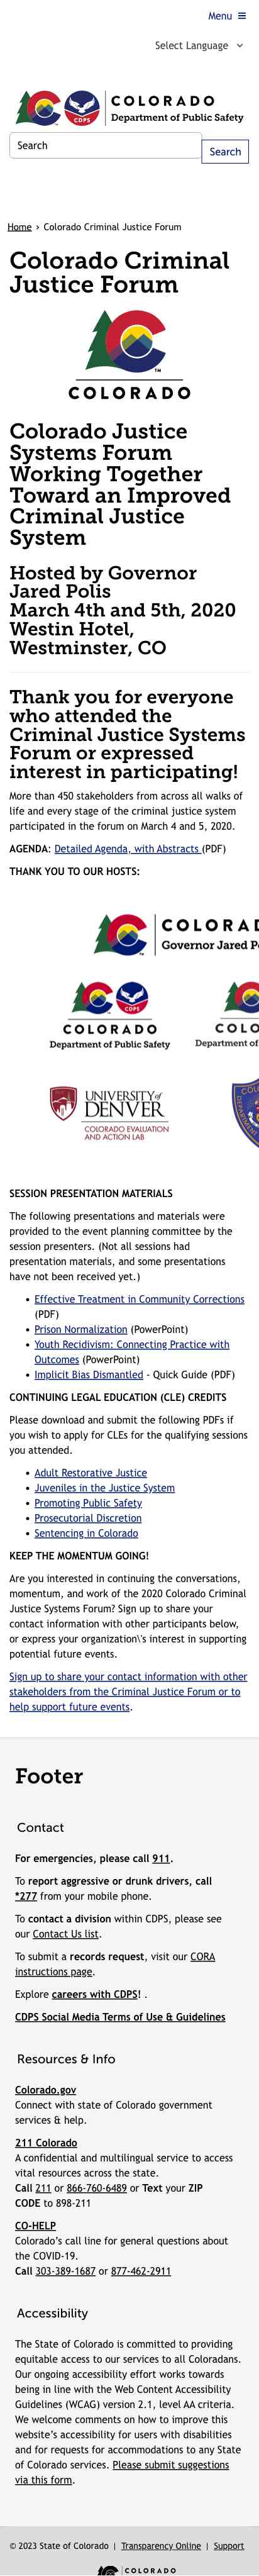 Menu
Select Language
CDPS
COLORADO
Department of Public Safety
Search
Search
Home › Colorado Criminal Justice Forum
Colorado Criminal
Justice Forum
COLORADO
Colorado Justice
Systems Forum
Working Together
Toward an Improved
Criminal Justice
System
Hosted by Governor
Jared Polis
March 4th and 5th, 2020
Westin Hotel,
Westminster, CO
Thank you for everyone
who attended the
Criminal Justice Systems
Forum or expressed
interest in participating!
More than 450 stakeholders from across all walks of
life and every stage of the criminal justice system
participated in the forum on March 4 and 5, 2020.
AGENDA: Detailed Agenda, with Abstracts (PDF)
THANK YOU TO OUR HOSTS:
COLORA
Governor Jared Po
CDPS
COLORADO
Department of Public Safety
COLO
Department of
UNIVERSITY of
DENVER
COLORADO EVALUATION
AND ACTION LAB
SESSION PRESENTATION MATERIALS
The following presentations and materials were
provided to the event planning committee by the
session presenters. (Not all sessions had
presentation materials, and some presentations
have not been received yet.)
• Effective Treatment in Community Corrections
(PDF)
• Prison Normalization (PowerPoint)
• Youth Recidivism: Connecting Practice with
Outcomes (PowerPoint)
• Implicit Bias Dismantled - Quick Guide (PDF)
CONTINUING LEGAL EDUCATION (CLE) CREDITS
Please download and submit the following PDFs if
you wish to apply for CLEs for the qualifying sessions
you attended.
• Adult Restorative Justice
• Juveniles in the Justice System
• Promoting Public Safety
• Prosecutorial Discretion
• Sentencing in Colorado
KEEP THE MOMENTUM GOING!
Are you interested in continuing the conversations,
momentum, and work of the 2020 Colorado Criminal
Justice Systems Forum? Sign up to share your
contact information with other participants below,
or express your organization\'s interest in supporting
potential future events.
Sign up to share your contact information with other
stakeholders from the Criminal Justice Forum or to
help support future events.
Footer
Contact
For emergencies, please call 911.
To report aggressive or drunk drivers, call
*277 from your mobile phone.
To contact a division within CDPS, please see
our Contact Us list.
To submit a records request, visit our CORA
instructions page.
Explore careers with CDPS! .
CDPS Social Media Terms of Use & Guidelines
Resources & Info
Colorado.gov
Connect with state of Colorado government
services & help.
211 Colorado
A confidential and multilingual service to access
vital resources across the state.
Call 211 or 866-760-6489 or Text your ZIP
CODE to 898-211
CO-HELP
Colorado’s call line for general questions about
the COVID-19.
Call 303-389-1687 or 877-462-2911
Accessibility
The State of Colorado is committed to providing
equitable access to our services to all Coloradans.
Our ongoing accessibility effort works towards
being in line with the Web Content Accessibility
Guidelines (WCAG) version 2.1, level AA criteria.
We welcome comments on how to improve this
website’s accessibility for users with disabilities
and for requests for accommodations to any State
of Colorado services. Please submit suggestions
via this form.
© 2023 State of Colorado | Transparency Online | Support
COLORADO